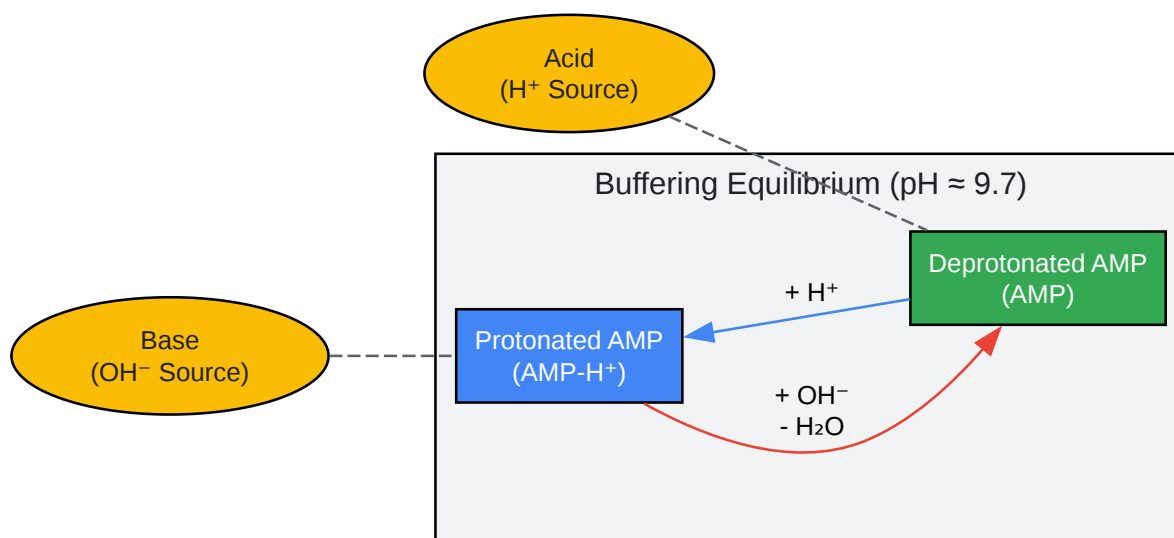 Acid
(H⁺ Source)
Buffering Equilibrium (pH ≈ 9.7)
Deprotonated AMP
(AMP)
+ H⁺
Base
(OH⁻ Source)
Protonated AMP
(AMP-H⁺)
+ OH⁻
- H₂O